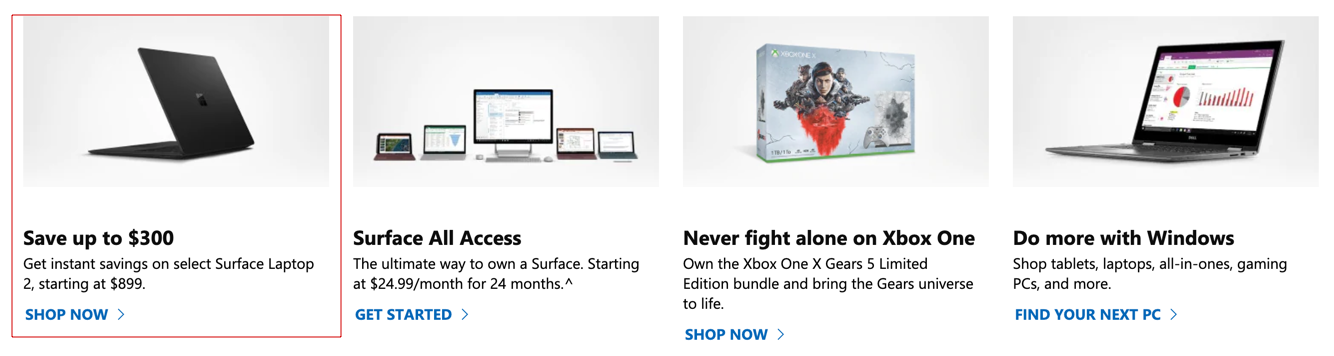 XBOX ONE X
DELL
Save up to $300
Get instant savings on select Surface Laptop
2, starting at $899.
SHOP NOW
Surface All Access
The ultimate way to own a Surface. Starting
at $24.99/month for 24 months.^
GET STARTED
Never fight alone on Xbox One
Own the Xbox One X Gears 5 Limited
Edition bundle and bring the Gears universe
to life.
SHOP NOW
Do more with Windows
Shop tablets, laptops, all-in-ones, gaming
PCs, and more.
FIND YOUR NEXT PC